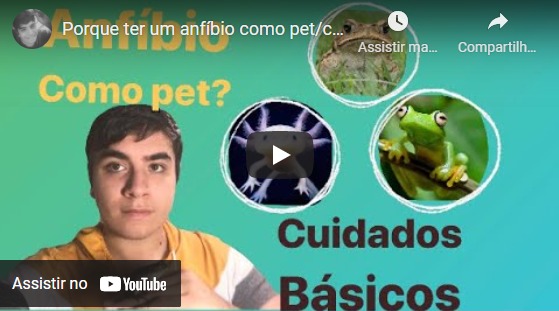 Porque ter um anfíbio como pet/c...
Assistir ma...
Compartilh...
Anfíbio
Como pet?
Cuidados
Básicos
Assistir no YouTube